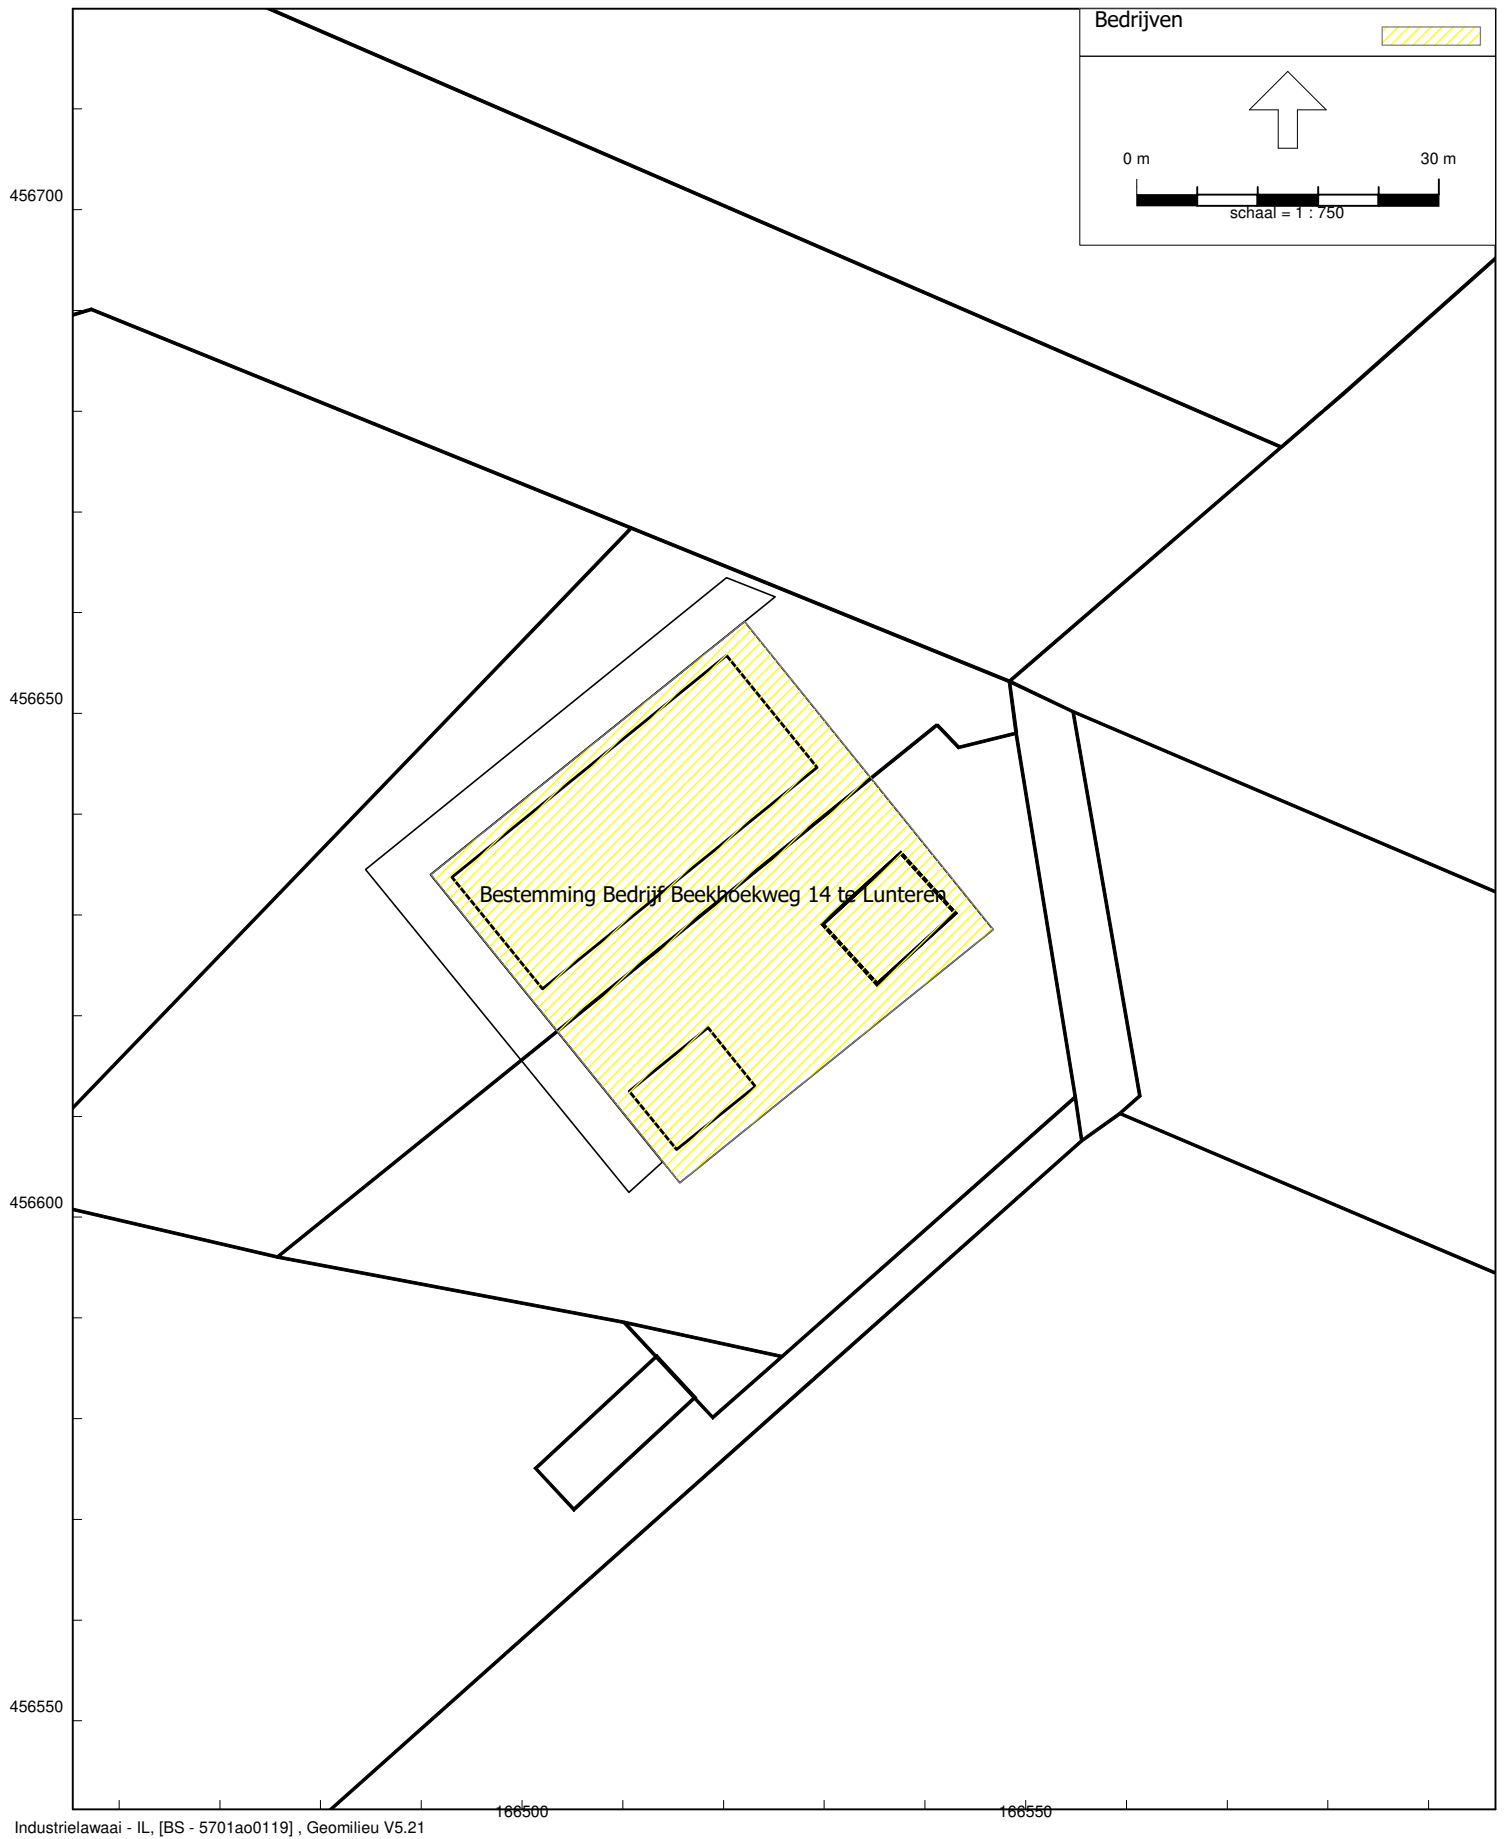 Bedrijven
0 m 30 m
schaal = 1 : 750
456700
456650
Bestemming Bedrijf Beekhoekweg 14 te Lunteren
456600
456550
166500 166550
Industrielawaai - IL, [BS - 5701ao0119] , Geomilieu V5.21